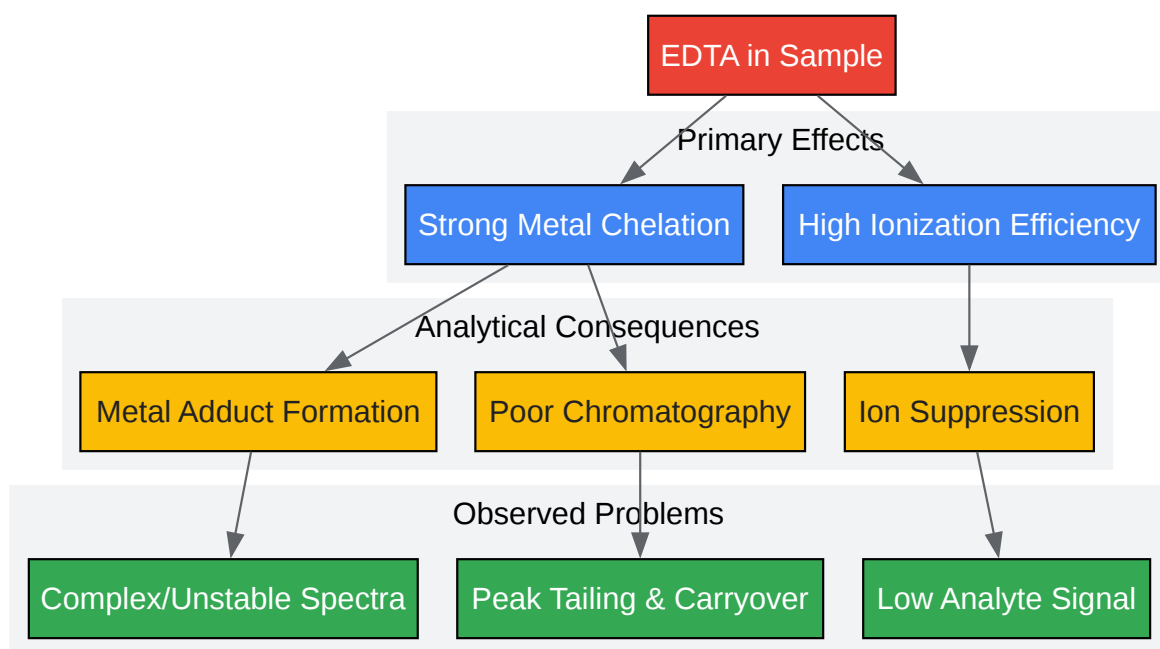 EDTA in Sample
Primary Effects
Strong Metal Chelation
High Ionization Efficiency
Analytical Consequences
Metal Adduct Formation
Poor Chromatography
Ion Suppression
Observed Problems
Complex/Unstable Spectra
Peak Tailing & Carryover
Low Analyte Signal